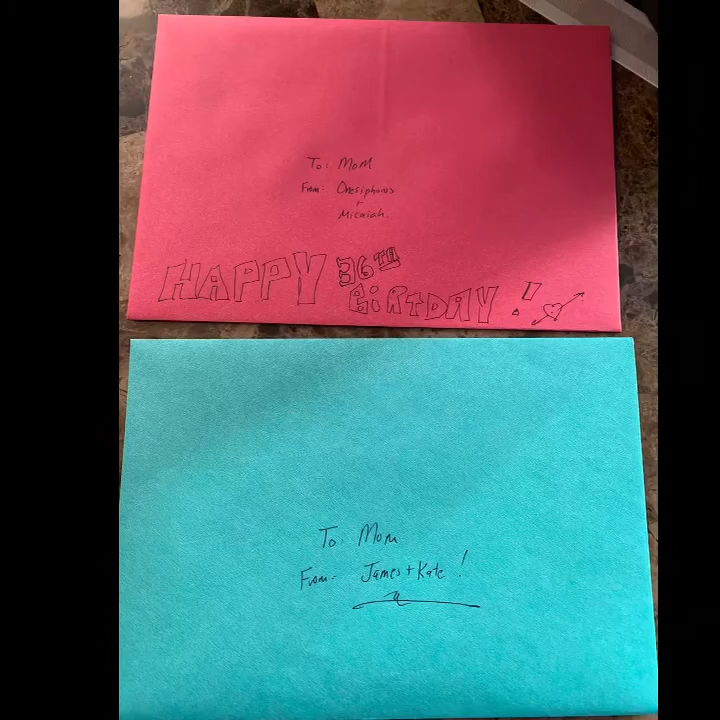 To: Mom
From: Onesiphorus
+
Micaiah.
HAPPY 36TH
BiRtDAY !
To: Mom
From: James + Kate !